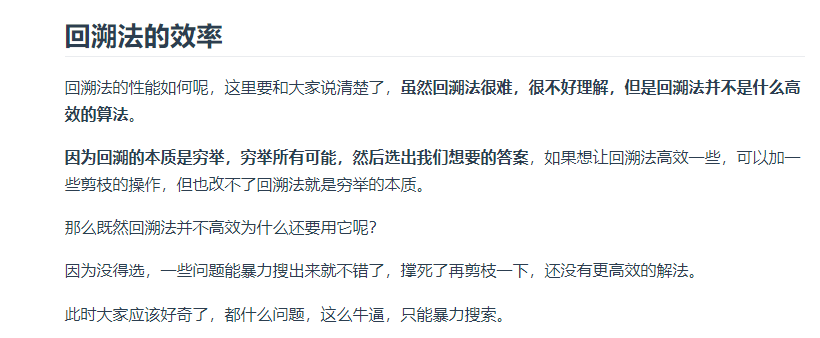 回溯法的效率
回溯法的性能如何呢，这里要和大家说清楚了，虽然回溯法很难，很不好理解，但是回溯法并不是什么高
效的算法。
因为回溯的本质是穷举，穷举所有可能，然后选出我们想要的答案，如果想让回溯法高效一些，可以加一
些剪枝的操作，但也改不了回溯法就是穷举的本质。
那么既然回溯法并不高效为什么还要用它呢？
因为没得选，一些问题能暴力搜出来就不错了，撑死了再剪枝一下，还没有更高效的解法。
此时大家应该好奇了，都什么问题，这么牛逼，只能暴力搜索。